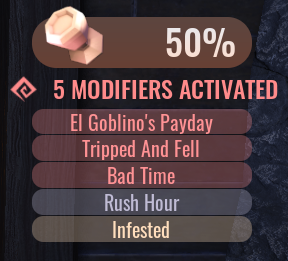 50%
5 MODIFIERS ACTIVATED
El Goblino's Payday
Tripped And Fell
Bad Time
Rush Hour
Infested